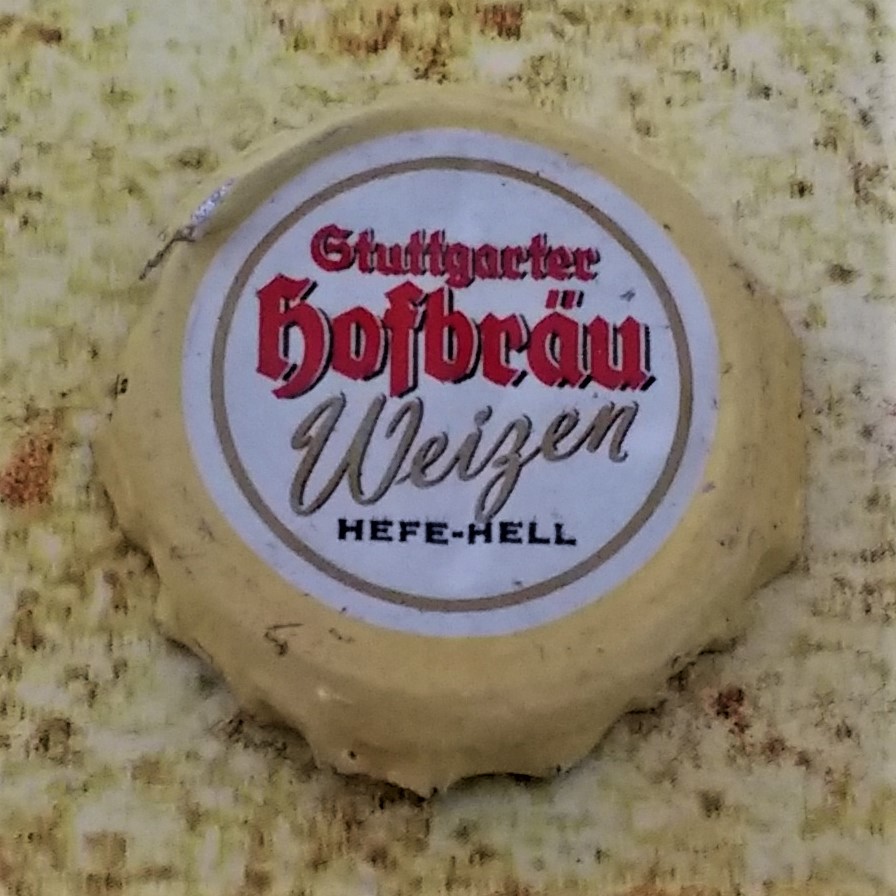 Stuttgarter
Hofbräu
Weizen
HEFE-HELL